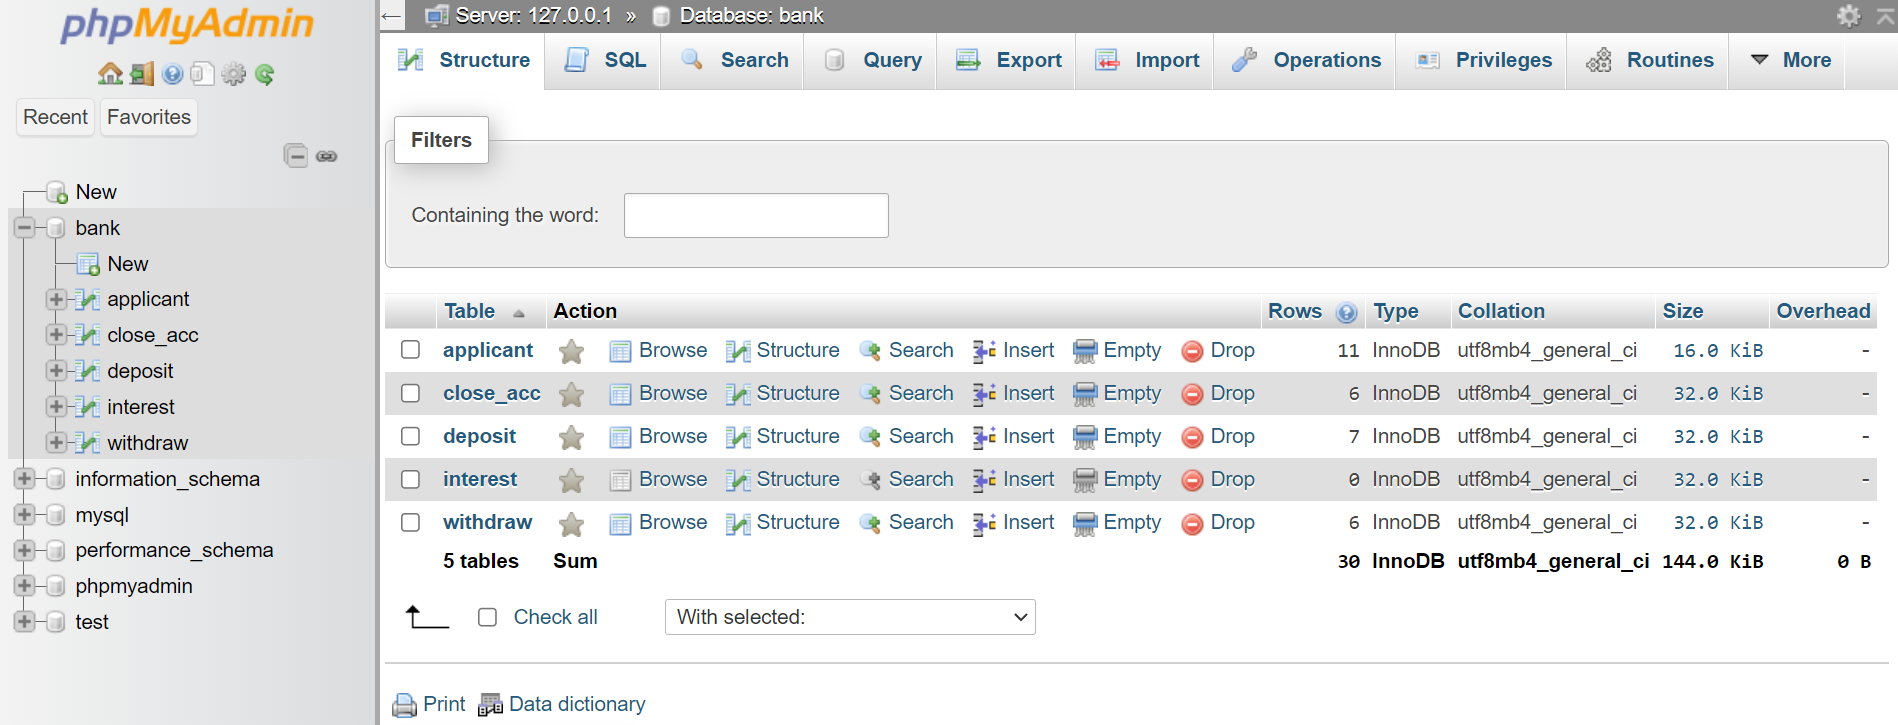 phpMyAdmin
Recent Favorites
New
bank
New
applicant
close_acc
deposit
interest
withdraw
information_schema
mysql
performance_schema
phpmyadmin
test
Server: 127.0.0.1 » Database: bank
Structure SQL Search Query Export Import Operations Privileges Routines More
Filters
Containing the word:
Table Action Rows Type Collation Size Overhead
applicant Browse Structure Search Insert Empty Drop 11 InnoDB utf8mb4_general_ci 16.0 KiB -
close_acc Browse Structure Search Insert Empty Drop 6 InnoDB utf8mb4_general_ci 32.0 KiB -
deposit Browse Structure Search Insert Empty Drop 7 InnoDB utf8mb4_general_ci 32.0 KiB -
interest Browse Structure Search Insert Empty Drop 0 InnoDB utf8mb4_general_ci 32.0 KiB -
withdraw Browse Structure Search Insert Empty Drop 6 InnoDB utf8mb4_general_ci 32.0 KiB -
5 tables Sum 30 InnoDB utf8mb4_general_ci 144.0 KiB 0 B
Check all With selected:
Print Data dictionary